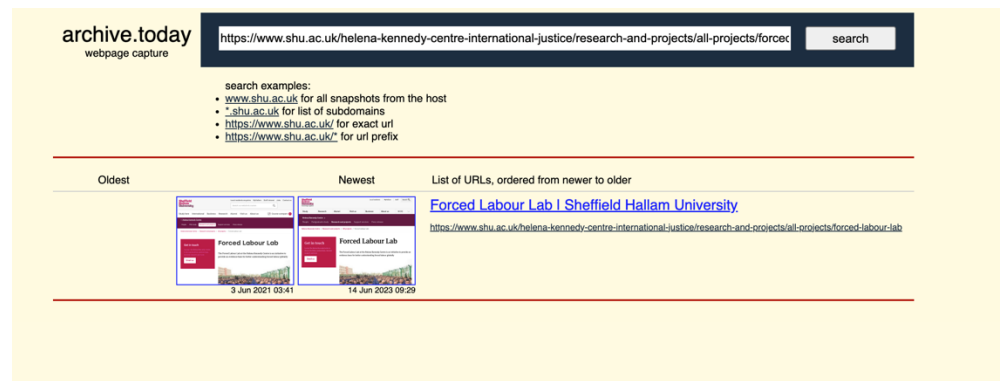 archive.today
webpage capture
https://www.shu.ac.uk/helena-kennedy-centre-international-justice/research-and-projects/all-projects/forced
search
search examples:
• www.shu.ac.uk for all snapshots from the host
• *.shu.ac.uk for list of subdomains
• https://www.shu.ac.uk/ for exact url
• https://www.shu.ac.uk/* for url prefix
Oldest
Newest
List of URLs, ordered from newer to older
Forced Labour Lab
Forced Labour Lab
3 Jun 2021 03:41
14 Jun 2023 09:29
Forced Labour Lab | Sheffield Hallam University
https://www.shu.ac.uk/helena-kennedy-centre-international-justice/research-and-projects/all-projects/forced-labour-lab